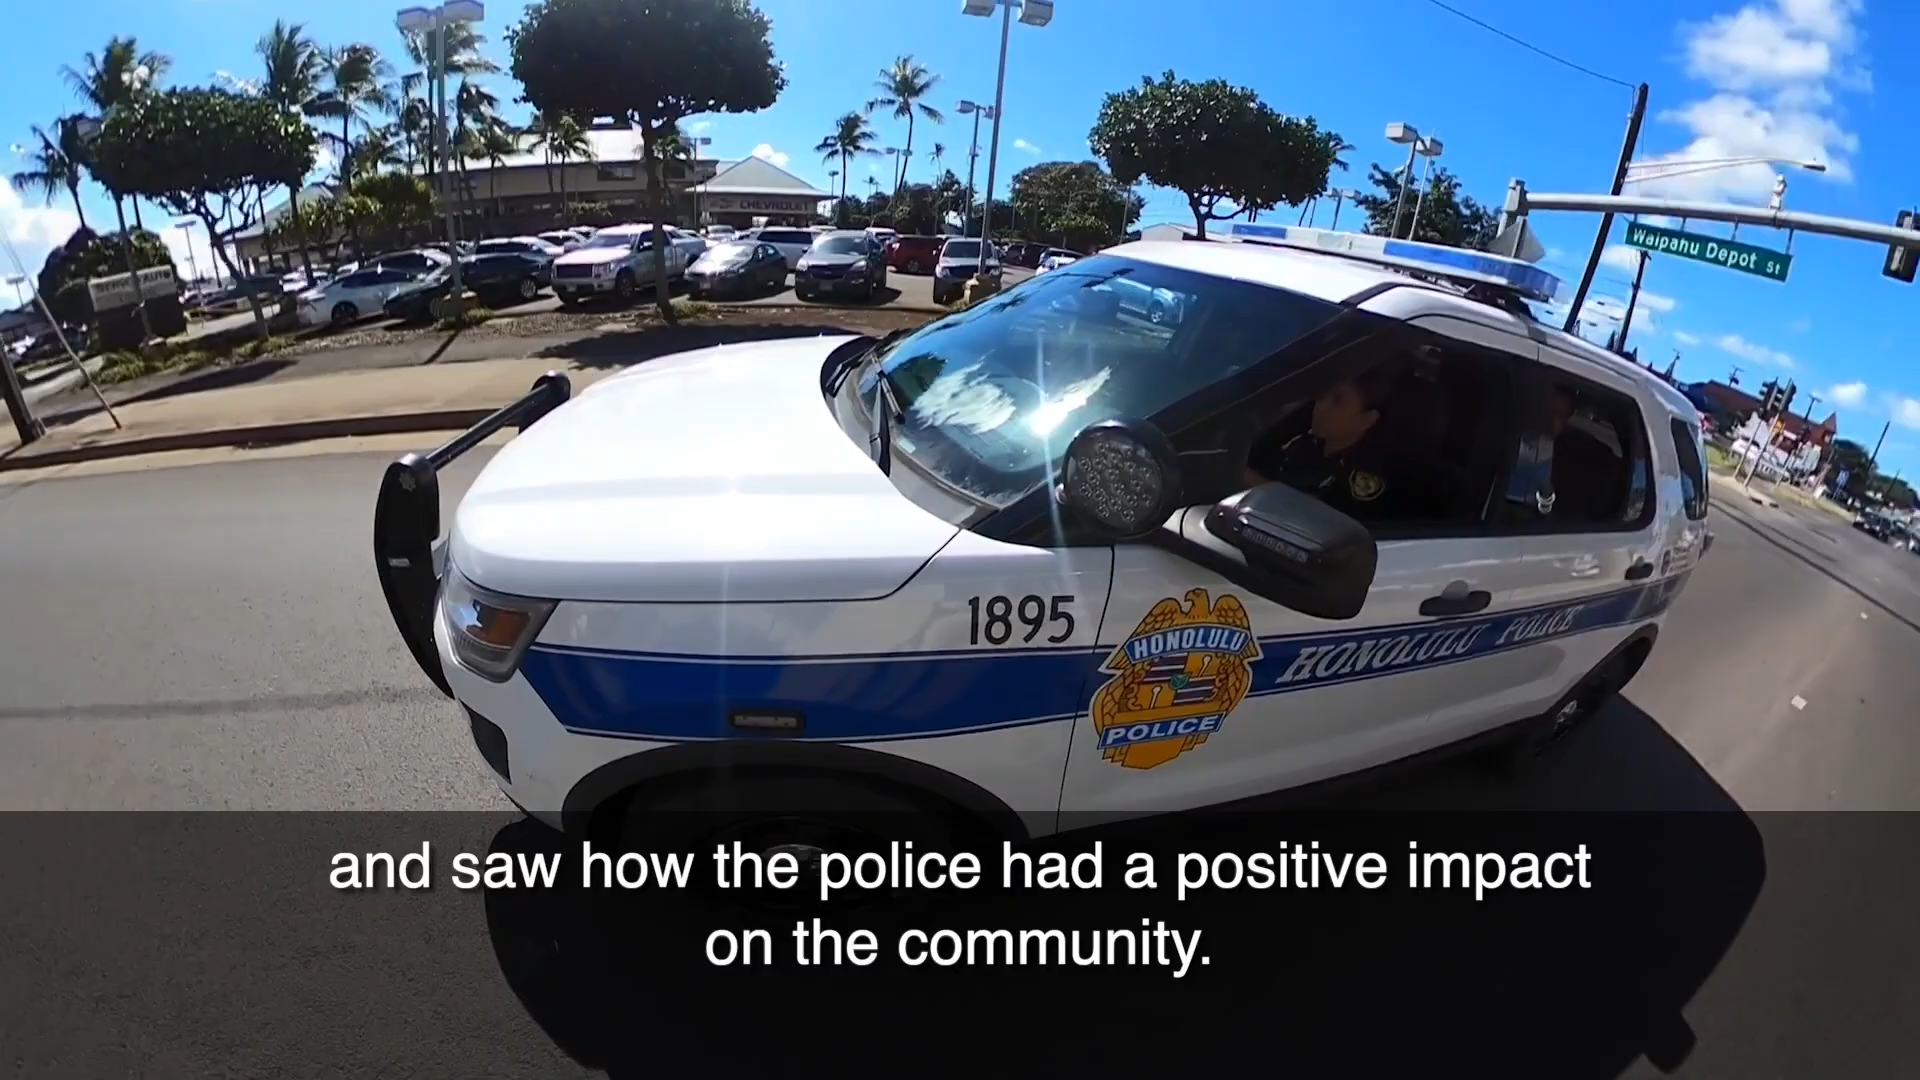 CHEVROLET
Waipahu Depot St
1895
HONOLULU
POLICE
HONOLULU POLICE
and saw how the police had a positive impact
on the community.